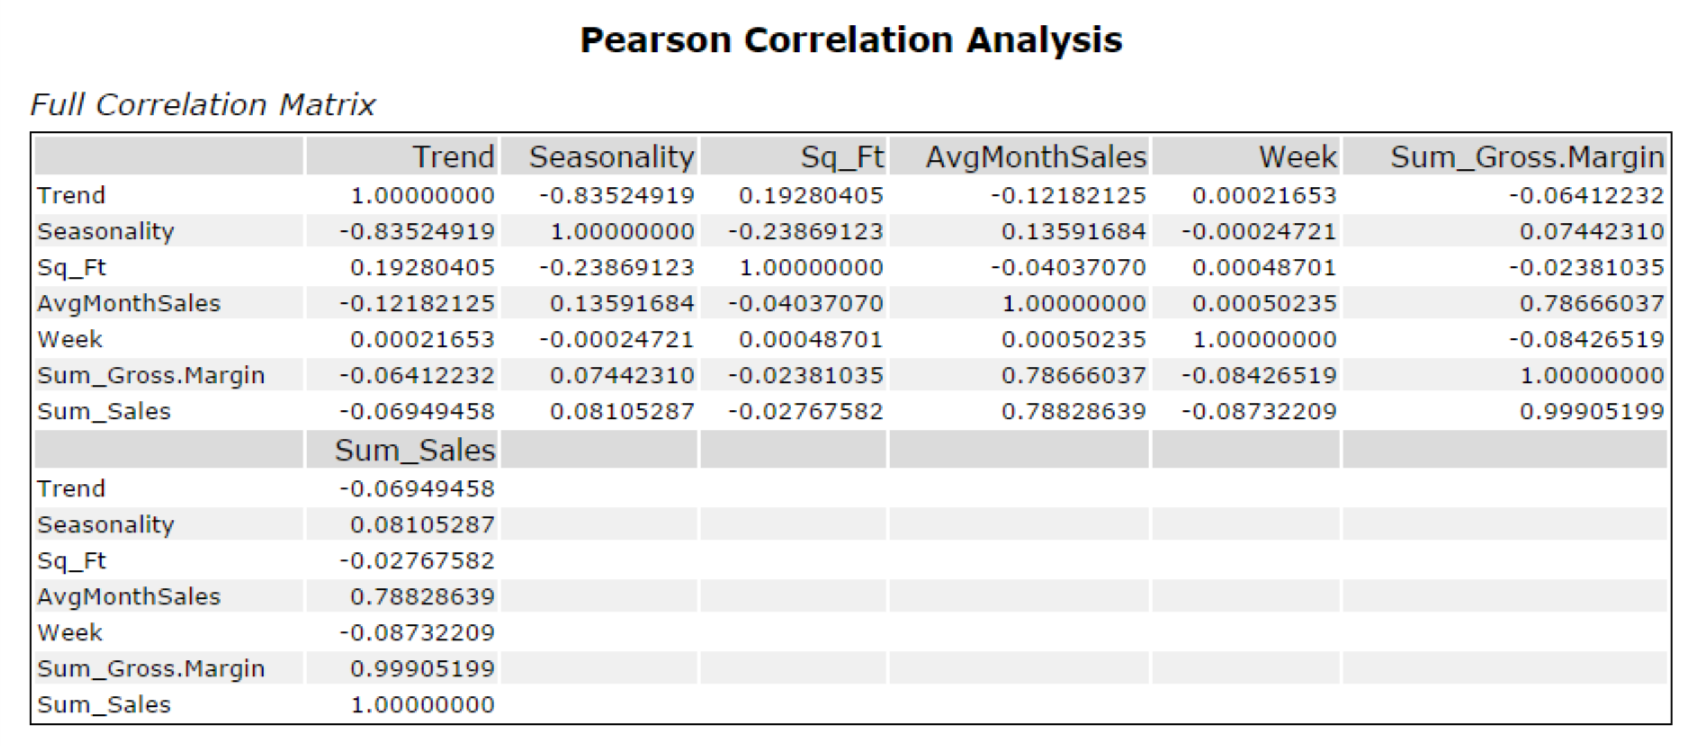 Pearson Correlation Analysis
Full Correlation Matrix
Trend Seasonality Sq_Ft AvgMonthSales Week Sum_Gross.Margin
Trend 1.00000000 -0.83524919 0.19280405 -0.12182125 0.00021653 -0.06412232
Seasonality -0.83524919 1.00000000 -0.23869123 0.13591684 -0.00024721 0.07442310
Sq_Ft 0.19280405 -0.23869123 1.00000000 -0.04037070 0.00048701 -0.02381035
AvgMonthSales -0.12182125 0.13591684 -0.04037070 1.00000000 0.00050235 0.78666037
Week 0.00021653 -0.00024721 0.00048701 0.00050235 1.00000000 -0.08426519
Sum_Gross.Margin -0.06412232 0.07442310 -0.02381035 0.78666037 -0.08426519 1.00000000
Sum_Sales -0.06949458 0.08105287 -0.02767582 0.78828639 -0.08732209 0.99905199
Sum_Sales
Trend -0.06949458
Seasonality 0.08105287
Sq_Ft -0.02767582
AvgMonthSales 0.78828639
Week -0.08732209
Sum_Gross.Margin 0.99905199
Sum_Sales 1.00000000